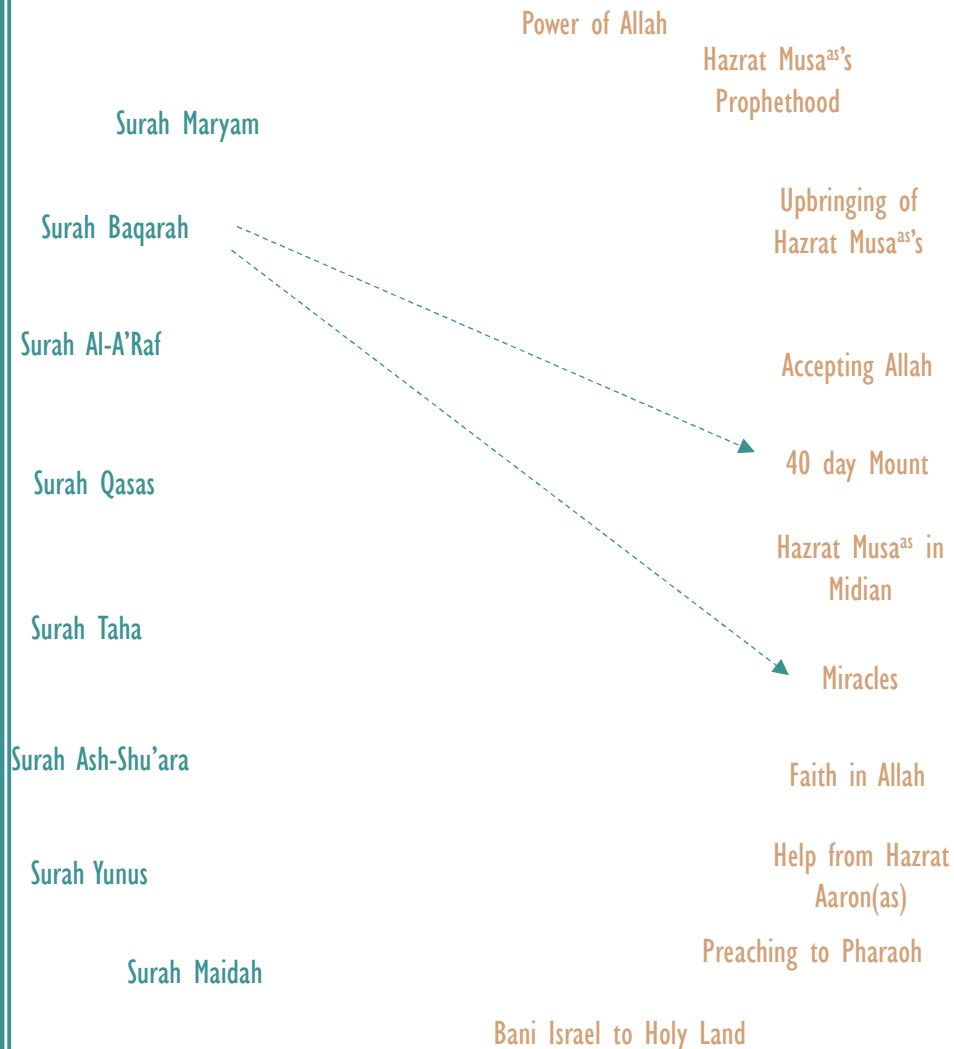 Power of Allah
Hazrat Musaᵃˢ's
Prophethood
Surah Maryam
Upbringing of
Hazrat Musaᵃˢ's
Surah Baqarah
Surah Al-A'Raf
Accepting Allah
40 day Mount
Surah Qasas
Hazrat Musaᵃˢ in
Midian
Surah Taha
Miracles
Surah Ash-Shu'ara
Faith in Allah
Help from Hazrat
Aaron(as)
Surah Yunus
Preaching to Pharaoh
Surah Maidah
Bani Israel to Holy Land